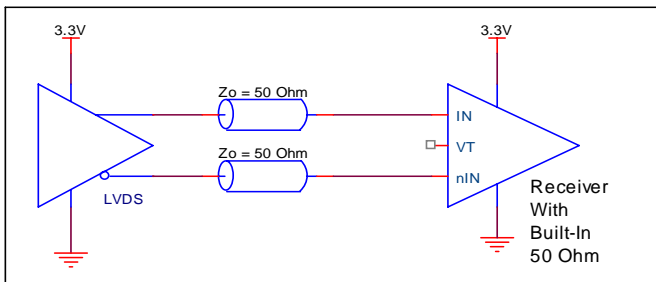 3.3V
3.3V
Zo = 50 Ohm
IN
VT
Zo = 50 Ohm
nIN
LVDS
Receiver
With
Built-In
50 Ohm